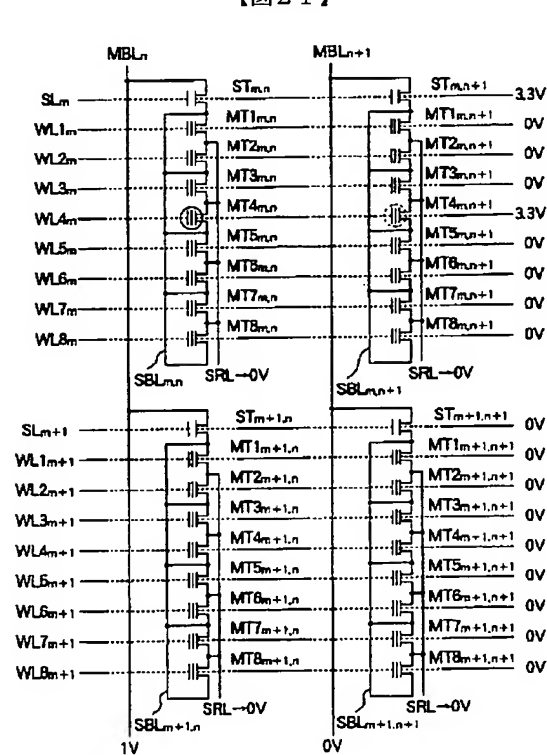 【図21】
MBLn MBLn+1
SLm STm,n STm,n+1 3.3V
WL1m MT1m,n MT1m,n+1 0V
WL2m MT2m,n MT2m,n+1 0V
WL3m MT3m,n MT3m,n+1 0V
WL4m MT4m,n MT4m,n+1 3.3V
WL5m MT5m,n MT5m,n+1 0V
WL6m MT6m,n MT6m,n+1 0V
WL7m MT7m,n MT7m,n+1 0V
WL8m MT8m,n MT8m,n+1 0V
SBLm,n SRL→0V SBLm,n+1 SRL→0V
SLm+1 STm+1,n STm+1,n+1 0V
WL1m+1 MT1m+1,n MT1m+1,n+1 0V
WL2m+1 MT2m+1,n MT2m+1,n+1 0V
WL3m+1 MT3m+1,n MT3m+1,n+1 0V
WL4m+1 MT4m+1,n MT4m+1,n+1 0V
WL5m+1 MT5m+1,n MT5m+1,n+1 0V
WL6m+1 MT6m+1,n MT6m+1,n+1 0V
WL7m+1 MT7m+1,n MT7m+1,n+1 0V
WL8m+1 MT8m+1,n MT8m+1,n+1 0V
SBLm+1,n SRL→0V SBLm+1,n+1 SRL→0V
1V 0V